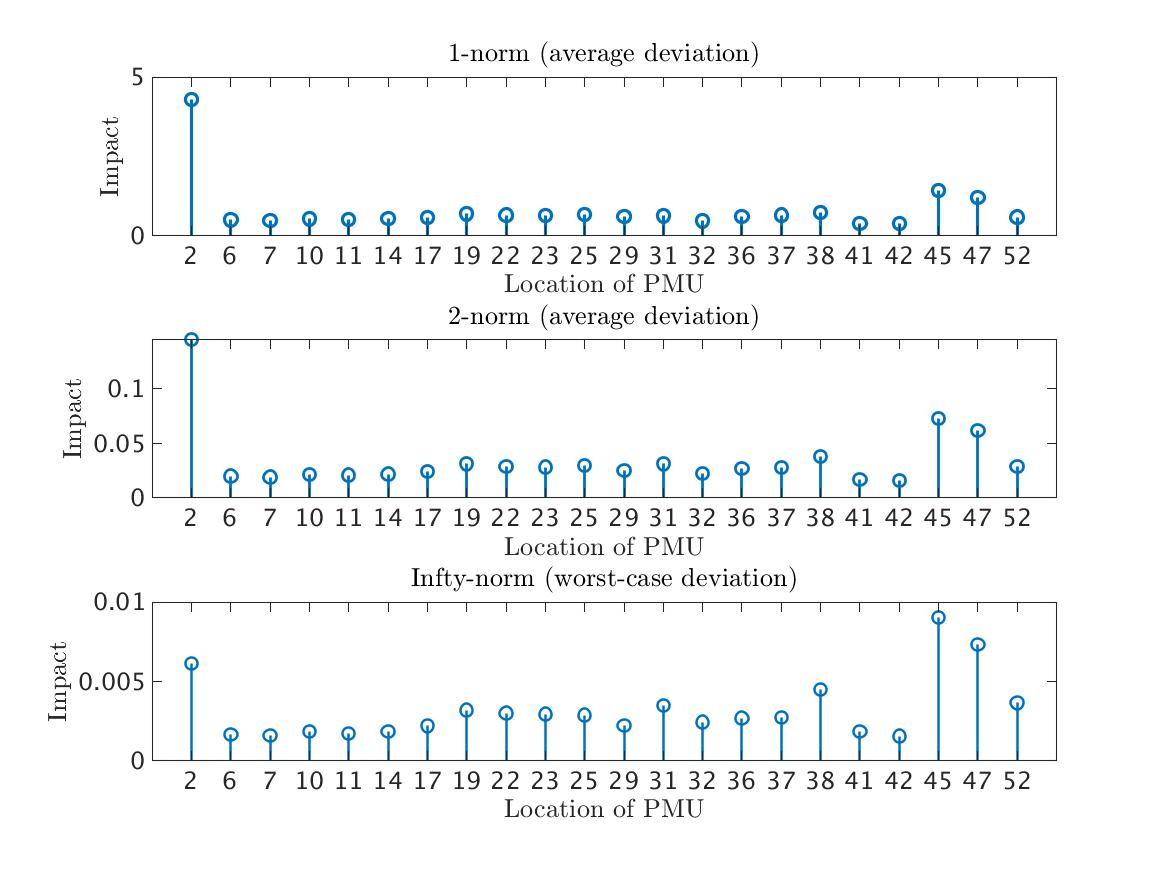 1-norm (average deviation)
5
Impact
0
2 6 7 10 11 14 17 19 22 23 25 29 31 32 36 37 38 41 42 45 47 52
Location of PMU
2-norm (average deviation)
0.1
Impact
0.05
0
2 6 7 10 11 14 17 19 22 23 25 29 31 32 36 37 38 41 42 45 47 52
Location of PMU
Infty-norm (worst-case deviation)
0.01
Impact
0.005
0
2 6 7 10 11 14 17 19 22 23 25 29 31 32 36 37 38 41 42 45 47 52
Location of PMU